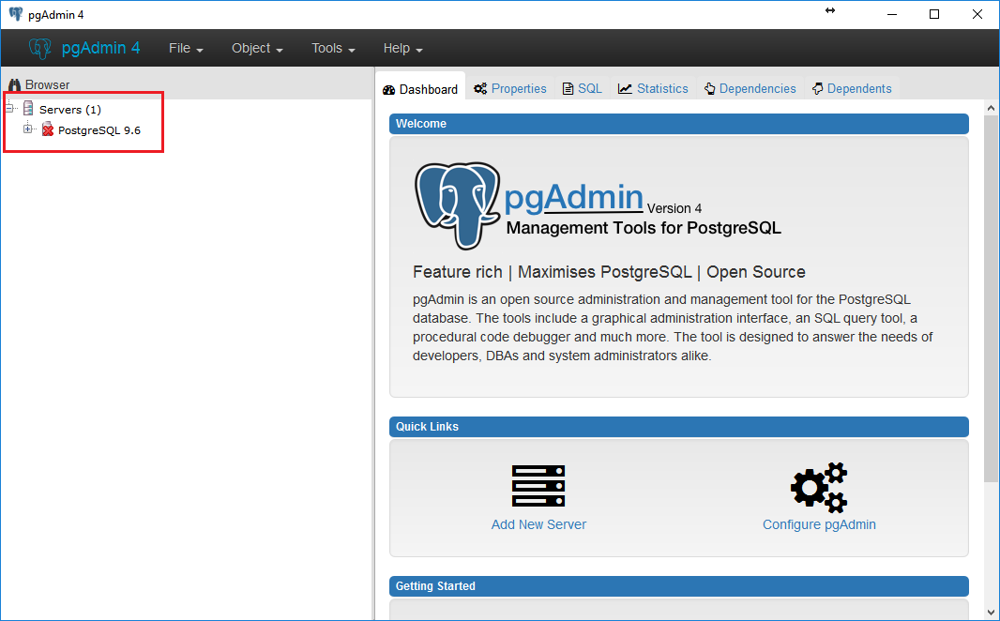 pgAdmin 4
pgAdmin 4 File Object Tools Help
Browser
Servers (1)
PostgreSQL 9.6
Dashboard Properties SQL Statistics Dependencies Dependents
Welcome
pgAdmin Version 4
Management Tools for PostgreSQL
Feature rich | Maximises PostgreSQL | Open Source
pgAdmin is an open source administration and management tool for the PostgreSQL
database. The tools include a graphical administration interface, an SQL query tool, a
procedural code debugger and much more. The tool is designed to answer the needs of
developers, DBAs and system administrators alike.
Quick Links
Add New Server Configure pgAdmin
Getting Started